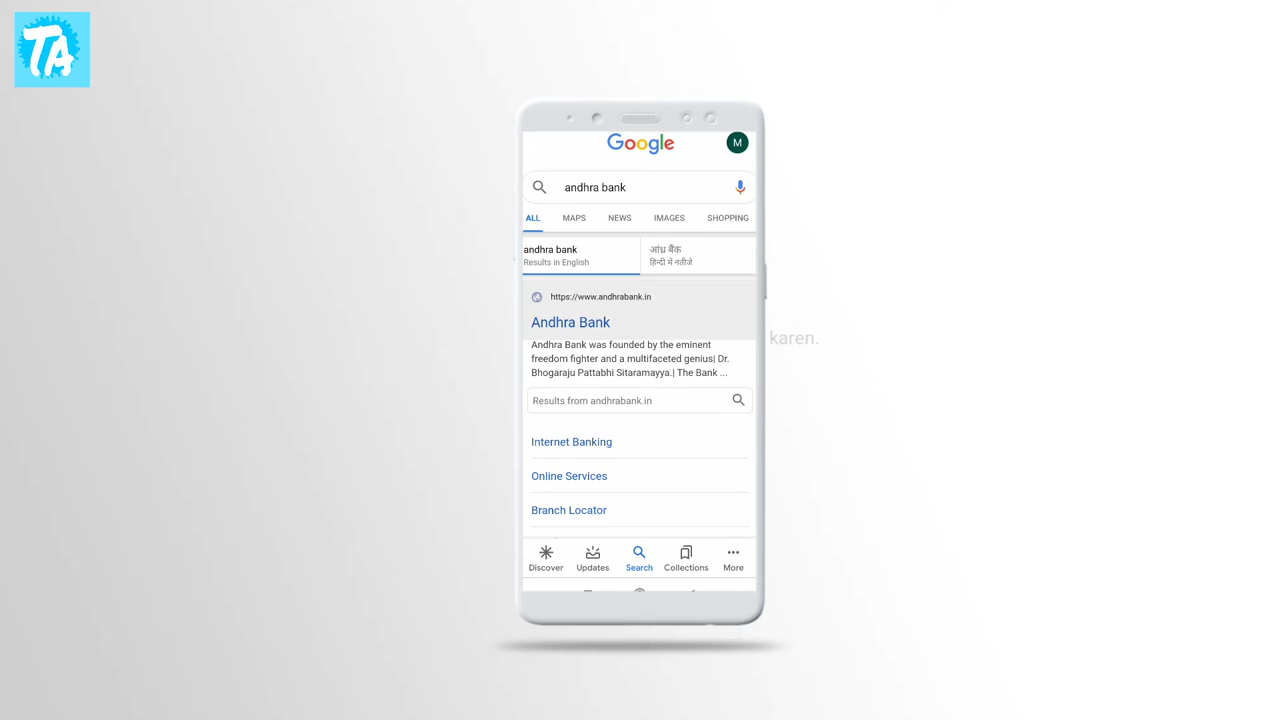 TA
Google
M
andhra bank
ALL MAPS NEWS IMAGES SHOPPING
andhra bank
Results in English
आंध्र बैंक
हिन्दी में नतीजे
https://www.andhrabank.in
Andhra Bank
karen.
Andhra Bank was founded by the eminent
freedom fighter and a multifaceted genius| Dr.
Bhogaraju Pattabhi Sitaramayya.| The Bank ...
Results from andhrabank.in
Internet Banking
Online Services
Branch Locator
Discover Updates Search Collections More